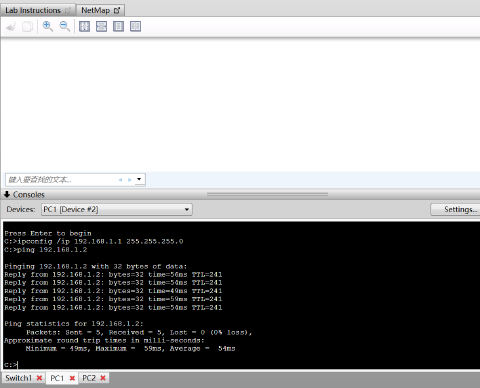 Lab Instructions
NetMap
键入要查找的文本...
Consoles
Devices: PC1 [Device #2]
Settings...
Press Enter to begin
C:>ipconfig /ip 192.168.1.1 255.255.255.0
C:>ping 192.168.1.2
Pinging 192.168.1.2 with 32 bytes of data:
Reply from 192.168.1.2: bytes=32 time=56ms TTL=241
Reply from 192.168.1.2: bytes=32 time=54ms TTL=241
Reply from 192.168.1.2: bytes=32 time=49ms TTL=241
Reply from 192.168.1.2: bytes=32 time=59ms TTL=241
Reply from 192.168.1.2: bytes=32 time=56ms TTL=241
Ping statistics for 192.168.1.2:
Packets: Sent = 5, Received = 5, Lost = 0 (0% loss),
Approximate round trip times in milli-seconds:
Minimum = 49ms, Maximum = 59ms, Average = 54ms
C:>
Switch1
PC1
PC2